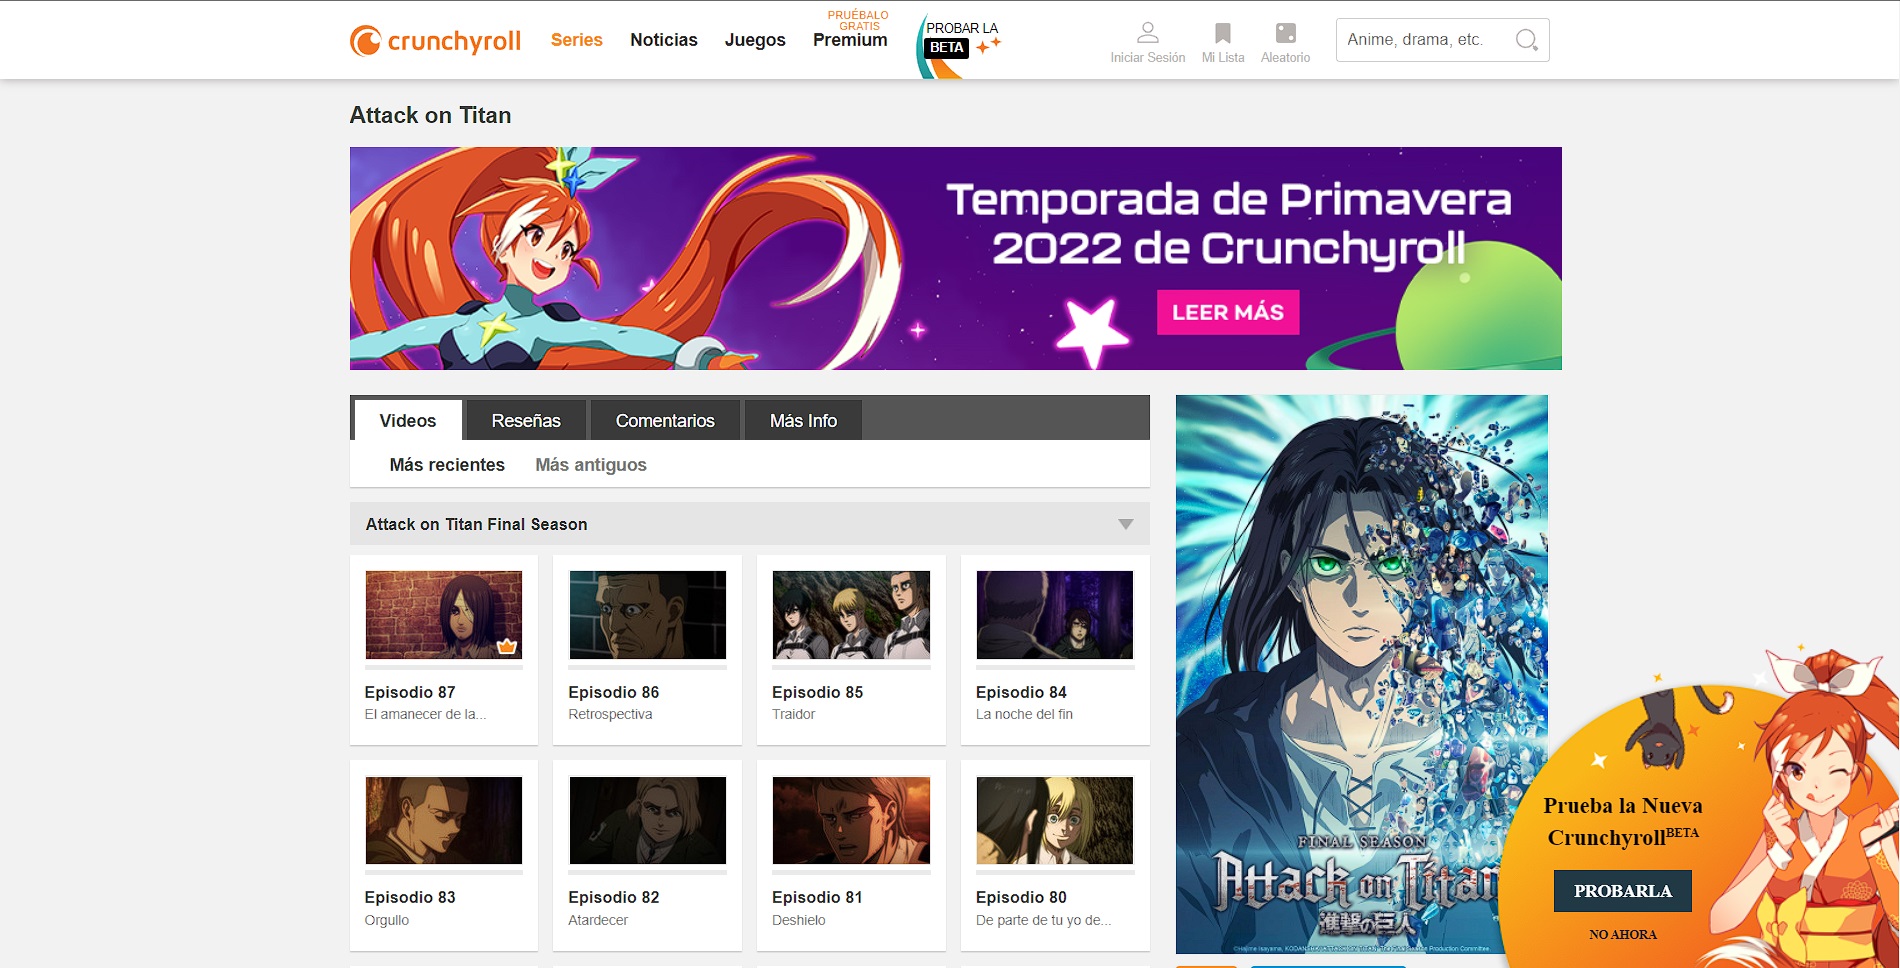 crunchyroll
Series
Noticias
Juegos
PRUÉBALO
GRATIS
Premium
PROBAR LA
BETA
Iniciar Sesión
Mi Lista
Aleatorio
Anime, drama, etc.
Attack on Titan
Temporada de Primavera
2022 de Crunchyroll
LEER MÁS
Videos
Reseñas
Comentarios
Más Info
Más recientes
Más antiguos
Attack on Titan Final Season
Episodio 87
El amanecer de la...
Episodio 86
Retrospectiva
Episodio 85
Traidor
Episodio 84
La noche del fin
Episodio 83
Orgullo
Episodio 82
Atardecer
Episodio 81
Deshielo
Episodio 80
De parte de tu yo de...
FINAL SEASON
Attack on Titan
進撃の巨人
Prueba la Nueva
CrunchyrollBETA
PROBARLA
NO AHORA